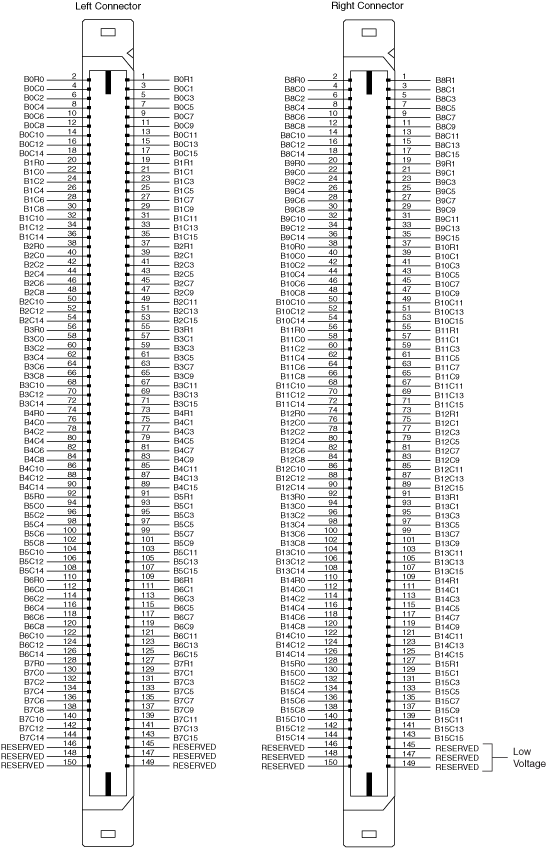 Left Connector Right Connector
B0R0 2 1 B0R1 B8R0 2 1 B8R1
B0C0 4 3 B0C1 B8C0 4 3 B8C1
B0C2 6 5 B0C3 B8C2 6 5 B8C3
B0C4 8 7 B0C5 B8C4 8 7 B8C5
B0C6 10 9 B0C7 B8C6 10 9 B8C7
B0C8 12 11 B0C9 B8C8 12 11 B8C9
B0C10 14 13 B0C11 B8C10 14 13 B8C11
B0C12 16 15 B0C13 B8C12 16 15 B8C13
B0C14 18 17 B0C15 B8C14 18 17 B8C15
B1R0 20 19 B1R1 B9R0 20 19 B9R1
B1C0 22 21 B1C1 B9C0 22 21 B9C1
B1C2 24 23 B1C3 B9C2 24 23 B9C3
B1C4 26 25 B1C5 B9C4 26 25 B9C5
B1C6 28 27 B1C7 B9C6 28 27 B9C7
B1C8 30 29 B1C9 B9C8 30 29 B9C9
B1C10 32 31 B1C11 B9C10 32 31 B9C11
B1C12 34 33 B1C13 B9C12 34 33 B9C13
B1C14 36 35 B1C15 B9C14 36 35 B9C15
B2R0 38 37 B2R1 B10R0 38 37 B10R1
B2C0 40 39 B2C1 B10C0 40 39 B10C1
B2C2 42 41 B2C3 B10C2 42 41 B10C3
B2C4 44 43 B2C5 B10C4 44 43 B10C5
B2C6 46 45 B2C7 B10C6 46 45 B10C7
B2C8 48 47 B2C9 B10C8 48 47 B10C9
B2C10 50 49 B2C11 B10C10 50 49 B10C11
B2C12 52 51 B2C13 B10C12 52 51 B10C13
B2C14 54 53 B2C15 B10C14 54 53 B10C15
B3R0 56 55 B3R1 B11R0 56 55 B11R1
B3C0 58 57 B3C1 B11C0 58 57 B11C1
B3C2 60 59 B3C3 B11C2 60 59 B11C3
B3C4 62 61 B3C5 B11C4 62 61 B11C5
B3C6 64 63 B3C7 B11C6 64 63 B11C7
B3C8 66 65 B3C9 B11C8 66 65 B11C9
B3C10 68 67 B3C11 B11C10 68 67 B11C11
B3C12 70 69 B3C13 B11C12 70 69 B11C13
B3C14 72 71 B3C15 B11C14 72 71 B11C15
B4R0 74 73 B4R1 B12R0 74 73 B12R1
B4C0 76 75 B4C1 B12C0 76 75 B12C1
B4C2 78 77 B4C3 B12C2 78 77 B12C3
B4C4 80 79 B4C5 B12C4 80 79 B12C5
B4C6 82 81 B4C7 B12C6 82 81 B12C7
B4C8 84 83 B4C9 B12C8 84 83 B12C9
B4C10 86 85 B4C11 B12C10 86 85 B12C11
B4C12 88 87 B4C13 B12C12 88 87 B12C13
B4C14 90 89 B4C15 B12C14 90 89 B12C15
B5R0 92 91 B5R1 B13R0 92 91 B13R1
B5C0 94 93 B5C1 B13C0 94 93 B13C1
B5C2 96 95 B5C3 B13C2 96 95 B13C3
B5C4 98 97 B5C5 B13C4 98 97 B13C5
B5C6 100 99 B5C7 B13C6 100 99 B13C7
B5C8 102 101 B5C9 B13C8 102 101 B13C9
B5C10 104 103 B5C11 B13C10 104 103 B13C11
B5C12 106 105 B5C13 B13C12 106 105 B13C13
B5C14 108 107 B5C15 B13C14 108 107 B13C15
B6R0 110 109 B6R1 B14R0 110 109 B14R1
B6C0 112 111 B6C1 B14C0 112 111 B14C1
B6C2 114 113 B6C3 B14C2 114 113 B14C3
B6C4 116 115 B6C5 B14C4 116 115 B14C5
B6C6 118 117 B6C7 B14C6 118 117 B14C7
B6C8 120 119 B6C9 B14C8 120 119 B14C9
B6C10 122 121 B6C11 B14C10 122 121 B14C11
B6C12 124 123 B6C13 B14C12 124 123 B14C13
B6C14 126 125 B6C15 B14C14 126 125 B14C15
B7R0 128 127 B7R1 B15R0 128 127 B15R1
B7C0 130 129 B7C1 B15C0 130 129 B15C1
B7C2 132 131 B7C3 B15C2 132 131 B15C3
B7C4 134 133 B7C5 B15C4 134 133 B15C5
B7C6 136 135 B7C7 B15C6 136 135 B15C7
B7C8 138 137 B7C9 B15C8 138 137 B15C9
B7C10 140 139 B7C11 B15C10 140 139 B15C11
B7C12 142 141 B7C13 B15C12 142 141 B15C13
B7C14 144 143 B7C15 B15C14 144 143 B15C15
RESERVED 146 145 RESERVED RESERVED 146 145 RESERVED
RESERVED 148 147 RESERVED RESERVED 148 147 RESERVED
RESERVED 150 149 RESERVED RESERVED 150 149 RESERVED
Low
Voltage